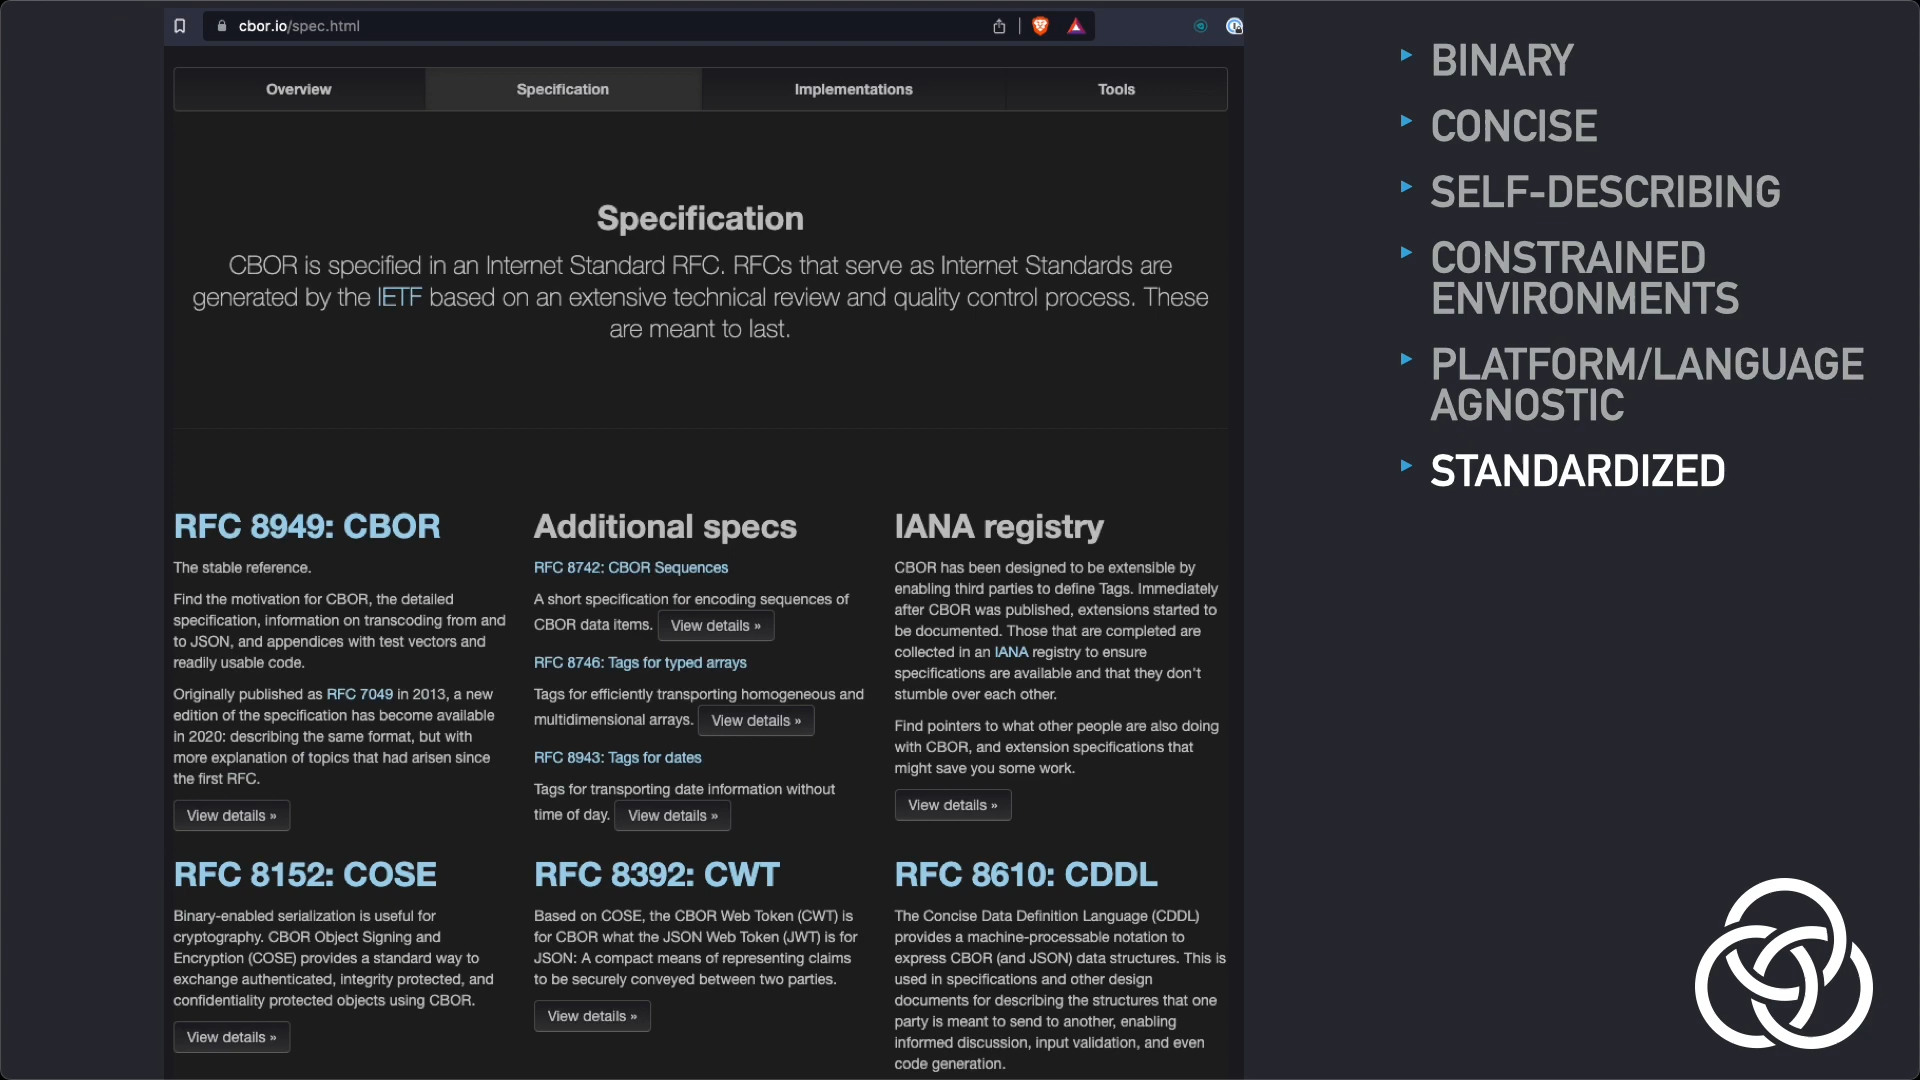 cbor.io/spec.html
Overview
Specification
Implementations
Tools
Specification
CBOR is specified in an Internet Standard RFC. RFCs that serve as Internet Standards are
generated by the IETF based on an extensive technical review and quality control process. These
are meant to last.
RFC 8949: CBOR
The stable reference.
Find the motivation for CBOR, the detailed
specification, information on transcoding from and
to JSON, and appendices with test vectors and
readily usable code.
Originally published as RFC 7049 in 2013, a new
edition of the specification has become available
in 2020: describing the same format, but with
more explanation of topics that had arisen since
the first RFC.
View details »
Additional specs
RFC 8742: CBOR Sequences
A short specification for encoding sequences of
CBOR data items. View details »
RFC 8746: Tags for typed arrays
Tags for efficiently transporting homogeneous and
multidimensional arrays. View details »
RFC 8943: Tags for dates
Tags for transporting date information without
time of day. View details »
IANA registry
CBOR has been designed to be extensible by
enabling third parties to define Tags. Immediately
after CBOR was published, extensions started to
be documented. Those that are completed are
collected in an IANA registry to ensure
specifications are available and that they don't
stumble over each other.
Find pointers to what other people are also doing
with CBOR, and extension specifications that
might save you some work.
View details »
RFC 8152: COSE
Binary-enabled serialization is useful for
cryptography. CBOR Object Signing and
Encryption (COSE) provides a standard way to
exchange authenticated, integrity protected, and
confidentiality protected objects using CBOR.
View details »
RFC 8392: CWT
Based on COSE, the CBOR Web Token (CWT) is
for CBOR what the JSON Web Token (JWT) is for
JSON: A compact means of representing claims
to be securely conveyed between two parties.
View details »
RFC 8610: CDDL
The Concise Data Definition Language (CDDL)
provides a machine-processable notation to
express CBOR (and JSON) data structures. This is
used in specifications and other design
documents for describing the structures that one
party is meant to send to another, enabling
informed discussion, input validation, and even
code generation.
BINARY
CONCISE
SELF-DESCRIBING
CONSTRAINED
ENVIRONMENTS
PLATFORM/LANGUAGE
AGNOSTIC
STANDARDIZED